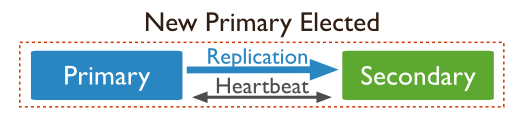 New Primary Elected
Primary
Replication
Heartbeat
Secondary